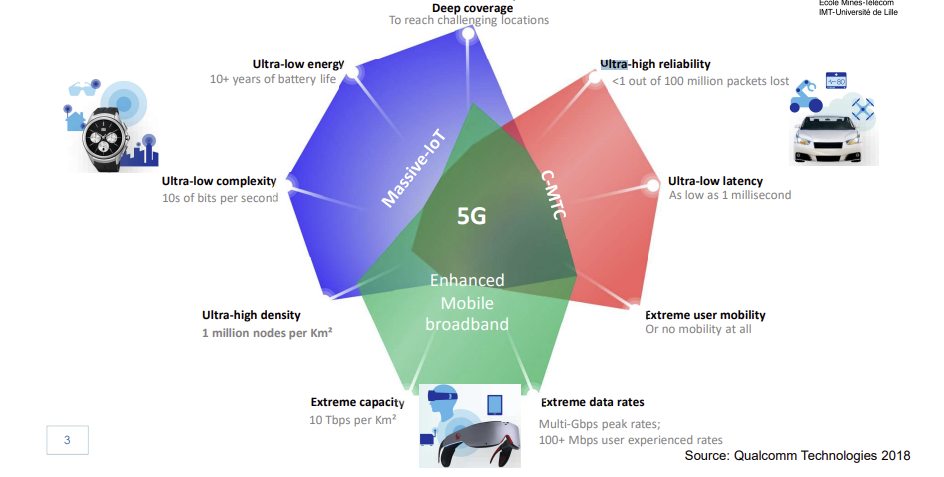 Ecole Mines-Télécom
IMT-Université de Lille
Deep coverage
To reach challenging locations
Ultra-low energy
10+ years of battery life
Ultra-high reliability
<1 out of 100 million packets lost
Ultra-low complexity
10s of bits per second
Ultra-low latency
As low as 1 millisecond
Massive-IoT
C-MTC
5G
Enhanced
Mobile
broadband
Ultra-high density
1 million nodes per Km²
Extreme user mobility
Or no mobility at all
Extreme capacity
10 Tbps per Km²
Extreme data rates
Multi-Gbps peak rates;
100+ Mbps user experienced rates
3
Source: Qualcomm Technologies 2018